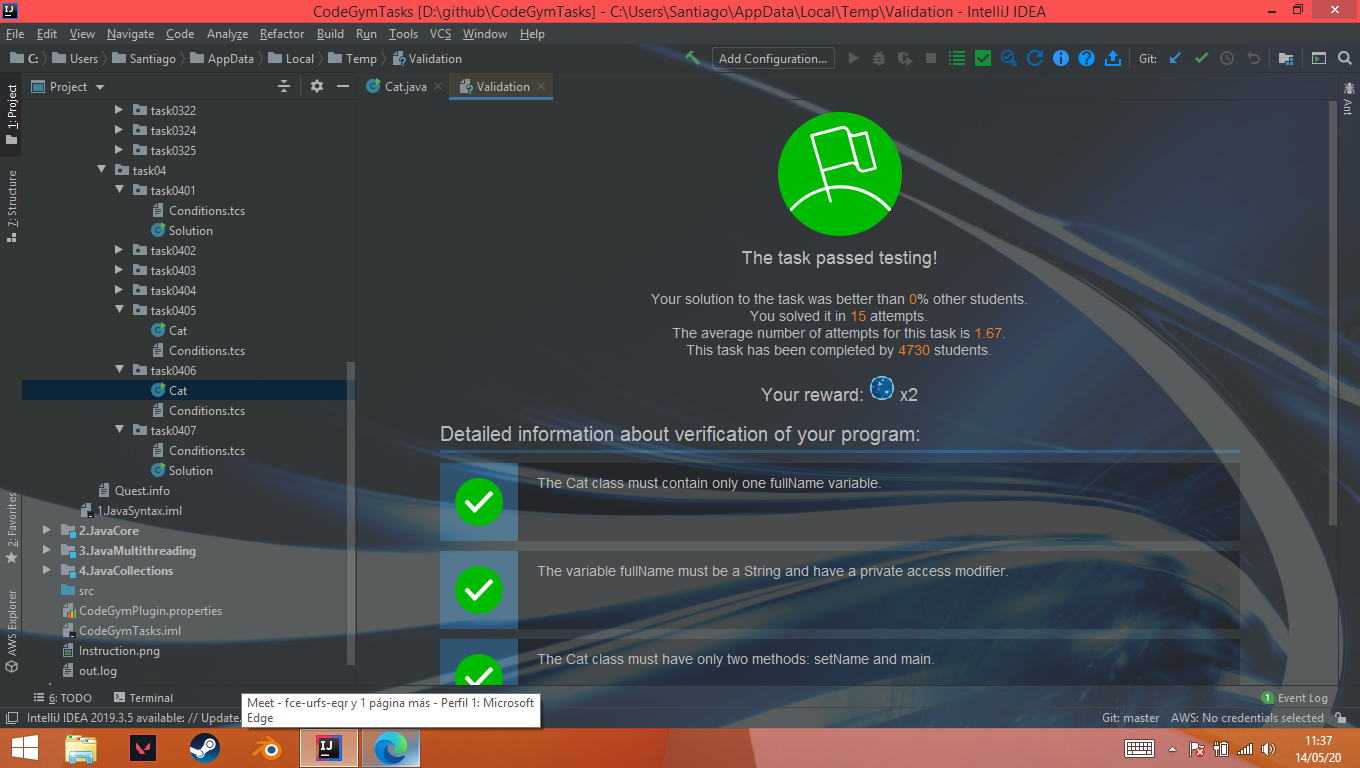 CodeGymTasks [D:\github\CodeGymTasks] - C:\Users\Santiago\AppData\Local\Temp\Validation - IntelliJ IDEA
File Edit View Navigate Code Analyze Refactor Build Run Tools VCS Window Help
C: Users Santiago AppData Local Temp Validation Add Configuration... Git:
1: Project
7: Structure
2: Favorites
AWS Explorer
Project
task0322
task0324
task0325
task04
task0401
Conditions.tcs
Solution
task0402
task0403
task0404
task0405
Cat
Conditions.tcs
task0406
Cat
Conditions.tcs
task0407
Conditions.tcs
Solution
Quest.info
1JavaSyntax.iml
2.JavaCore
3.JavaMultithreading
4.JavaCollections
src
CodeGymPlugin.properties
CodeGymTasks.iml
Instruction.png
out.log
Cat.java Validation
Ant
The task passed testing!
Your solution to the task was better than 0% other students.
You solved it in 15 attempts.
The average number of attempts for this task is 1.67.
This task has been completed by 4730 students.
Your reward: x2
Detailed information about verification of your program:
The Cat class must contain only one fullName variable.
The variable fullName must be a String and have a private access modifier.
The Cat class must have only two methods: setName and main.
6: TODO Terminal 1 Event Log
Meet - fce-urfs-eqr y 1 página más - Perfil 1: Microsoft
Edge
IntelliJ IDEA 2019.3.5 available: // Update. Git: master AWS: No credentials selected
11:37
14/05/20